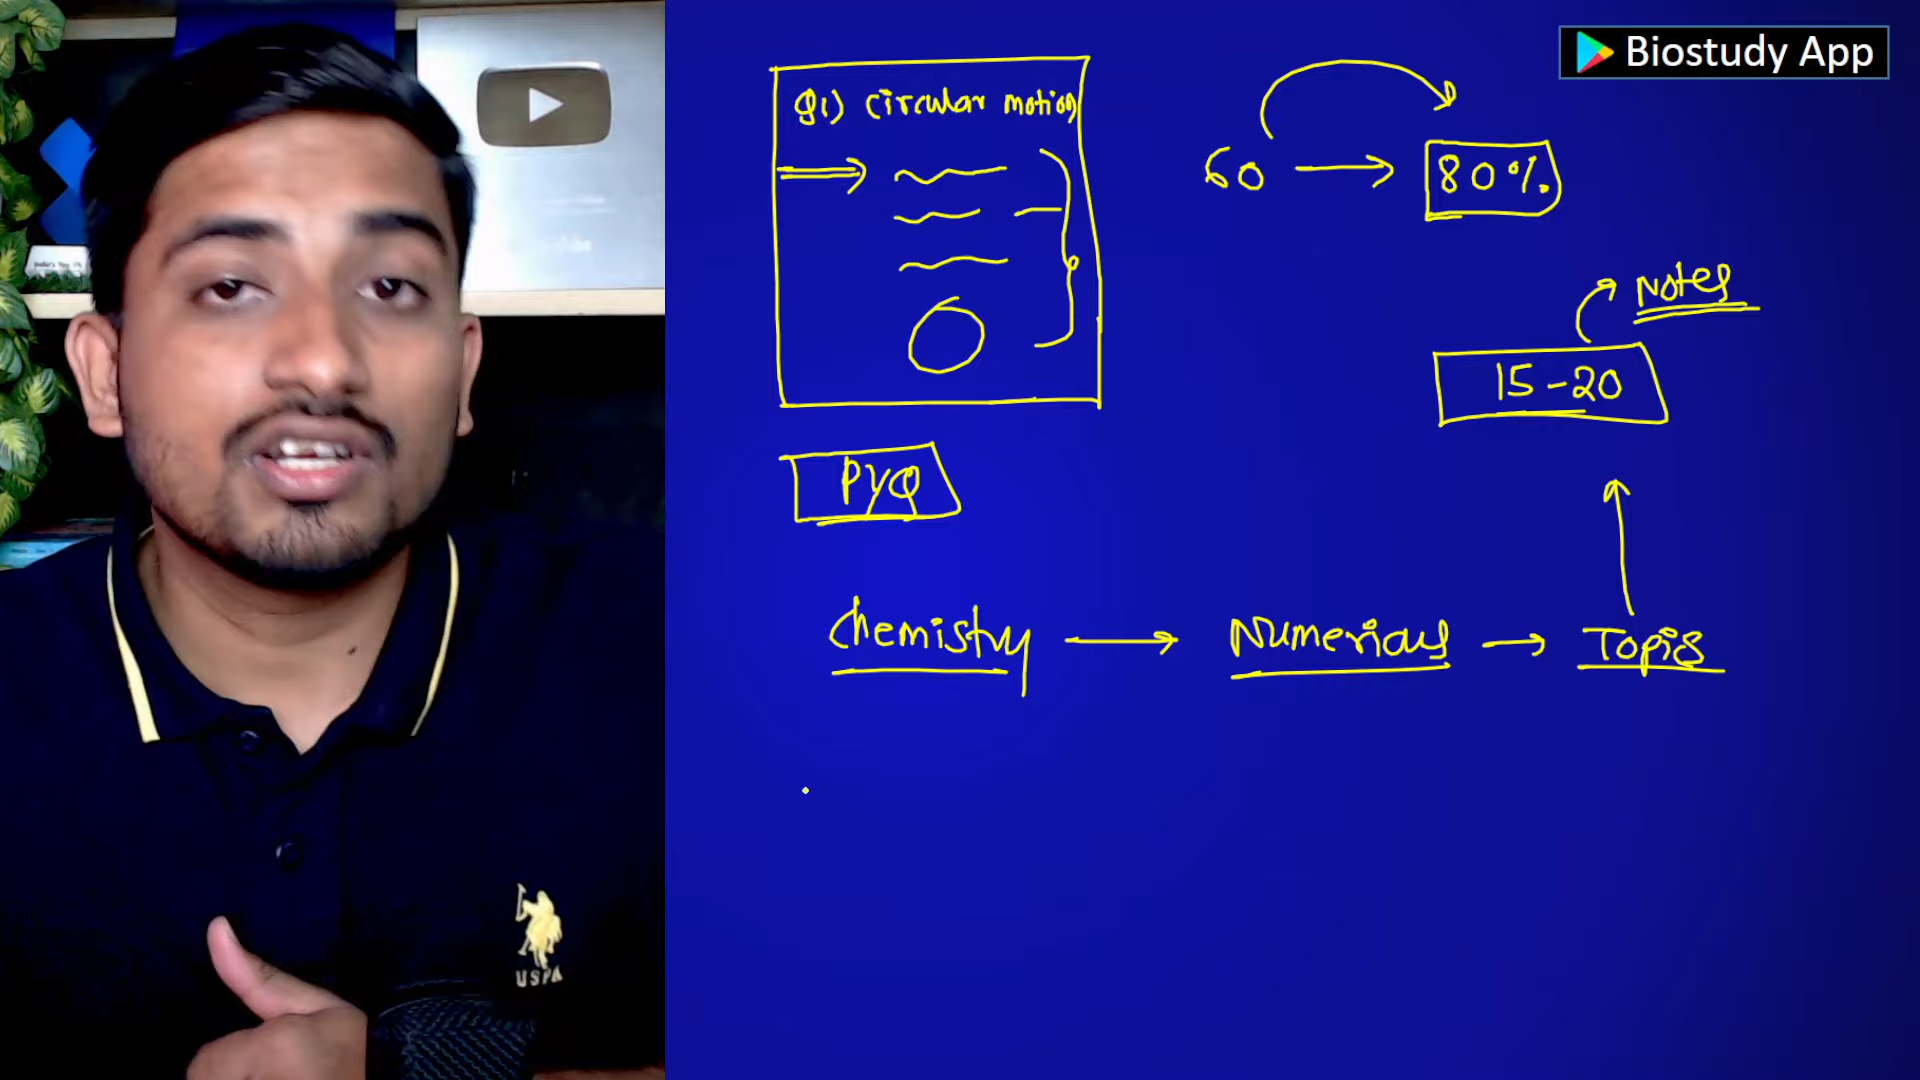 Biostudy App
Q1) circular motion
60 → 80%
Notes
15-20
PYQ
Chemistry → Numericals → Topics
USPA